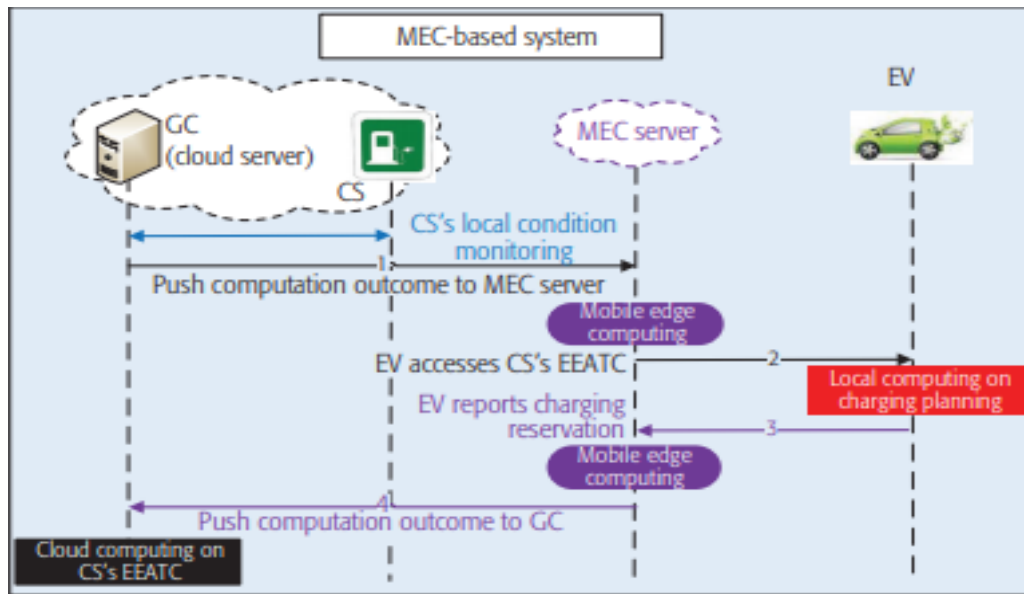 MEC-based system
EV
GC
(cloud server)
MEC server
CS
CS's local condition
monitoring
1
Push computation outcome to MEC server
Mobile edge
computing
EV accesses CS's EEATC
2
Local computing on
charging planning
EV reports charging
reservation
3
Mobile edge
computing
4
Push computation outcome to GC
Cloud computing on
CS's EEATC